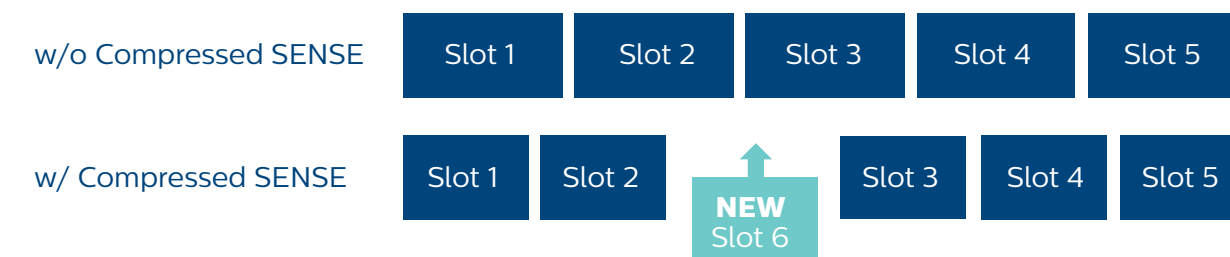 w/o Compressed SENSE Slot 1 Slot 2 Slot 3 Slot 4 Slot 5
w/ Compressed SENSE Slot 1 Slot 2 Slot 3 Slot 4 Slot 5
NEW
Slot 6